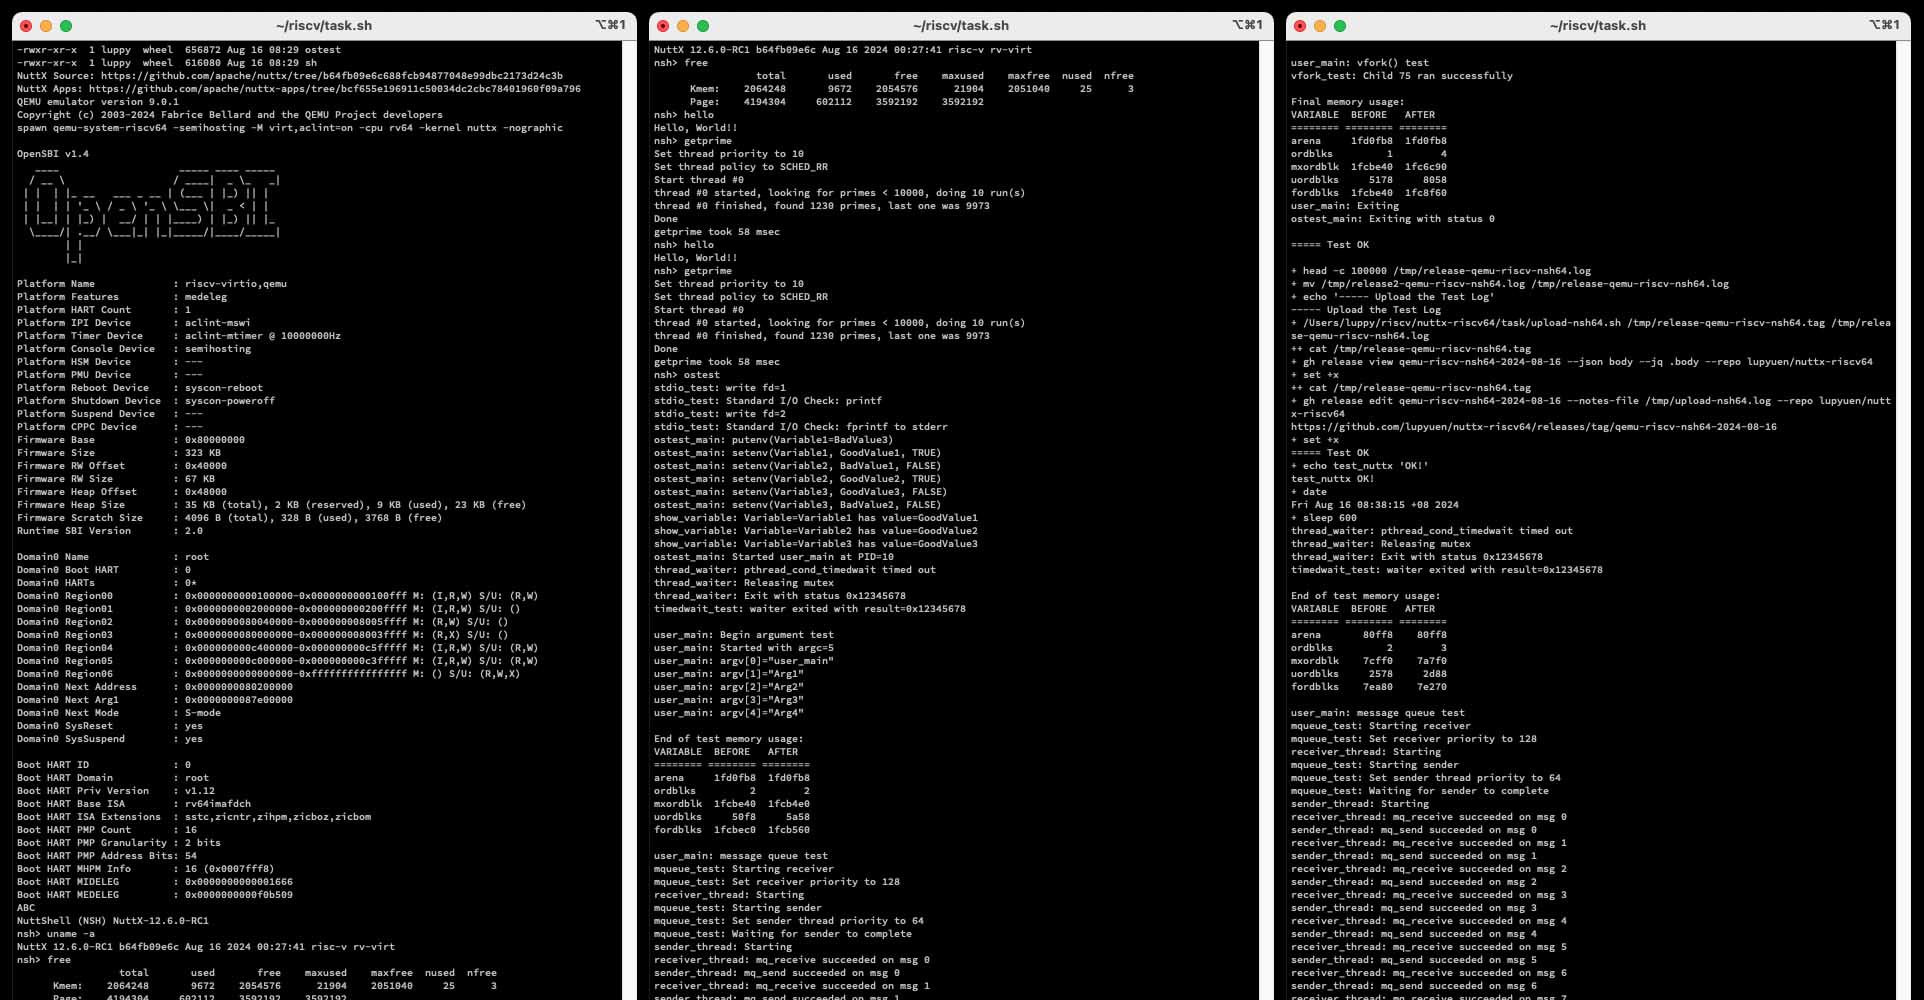 ~/riscv/task.sh
⌥⌘1
-rwxr-xr-x  1 luppy  wheel  656872 Aug 16 08:29 ostest
-rwxr-xr-x  1 luppy  wheel  616080 Aug 16 08:29 sh
NuttX Source: https://github.com/apache/nuttx/tree/b64fb09e6c688fcb94877048e99dbc2173d24c3b
NuttX Apps: https://github.com/apache/nuttx-apps/tree/bcf655e196911c50034dc2cbc78401960f09a796
QEMU emulator version 9.0.1
Copyright (c) 2003-2024 Fabrice Bellard and the QEMU Project developers
spawn qemu-system-riscv64 -semihosting -M virt,aclint=on -cpu rv64 -kernel nuttx -nographic
OpenSBI v1.4
OpenSBI
Platform Name             : riscv-virtio,qemu
Platform Features         : medeleg
Platform HART Count       : 1
Platform IPI Device       : aclint-mswi
Platform Timer Device     : aclint-mtimer @ 10000000Hz
Platform Console Device   : semihosting
Platform HSM Device       : ---
Platform PMU Device       : ---
Platform Reboot Device    : syscon-reboot
Platform Shutdown Device  : syscon-poweroff
Platform Suspend Device   : ---
Platform CPPC Device      : ---
Firmware Base             : 0x80000000
Firmware Size             : 323 KB
Firmware RW Offset        : 0x40000
Firmware RW Size          : 67 KB
Firmware Heap Offset      : 0x48000
Firmware Heap Size        : 35 KB (total), 2 KB (reserved), 9 KB (used), 23 KB (free)
Firmware Scratch Size     : 4096 B (total), 328 B (used), 3768 B (free)
Runtime SBI Version       : 2.0
Domain0 Name              : root
Domain0 Boot HART         : 0
Domain0 HARTs             : 0*
Domain0 Region00          : 0x0000000000100000-0x0000000000100fff M: (I,R,W) S/U: (R,W)
Domain0 Region01          : 0x0000000002000000-0x000000000200ffff M: (I,R,W) S/U: ()
Domain0 Region02          : 0x0000000080040000-0x000000008005ffff M: (R,W) S/U: ()
Domain0 Region03          : 0x0000000080000000-0x000000008003ffff M: (R,X) S/U: ()
Domain0 Region04          : 0x000000000c400000-0x000000000c5fffff M: (I,R,W) S/U: (R,W)
Domain0 Region05          : 0x000000000c000000-0x000000000c3fffff M: (I,R,W) S/U: (R,W)
Domain0 Region06          : 0x0000000000000000-0xffffffffffffffff M: () S/U: (R,W,X)
Domain0 Next Address      : 0x0000000080200000
Domain0 Next Arg1         : 0x0000000087e00000
Domain0 Next Mode         : S-mode
Domain0 SysReset          : yes
Domain0 SysSuspend        : yes
Boot HART ID              : 0
Boot HART Domain          : root
Boot HART Priv Version    : v1.12
Boot HART Base ISA        : rv64imafdch
Boot HART ISA Extensions  : sstc,zicntr,zihpm,zicboz,zicbom
Boot HART PMP Count       : 16
Boot HART PMP Granularity : 2 bits
Boot HART PMP Address Bits: 54
Boot HART MHPM Info       : 16 (0x0007fff8)
Boot HART MIDELEG         : 0x0000000000001666
Boot HART MEDELEG         : 0x0000000000f0b509
ABC
NuttShell (NSH) NuttX-12.6.0-RC1
nsh> uname -a
NuttX 12.6.0-RC1 b64fb09e6c Aug 16 2024 00:27:41 risc-v rv-virt
nsh> free
total       used       free    maxused    maxfree  nused  nfree
Kmem:    2064248       9672    2054576      21904    2051040     25      3
Page:    4194304     602112    3592192    3592192
~/riscv/task.sh
⌥⌘1
NuttX 12.6.0-RC1 b64fb09e6c Aug 16 2024 00:27:41 risc-v rv-virt
nsh> free
total       used       free    maxused    maxfree  nused  nfree
Kmem:    2064248       9672    2054576      21904    2051040     25      3
Page:    4194304     602112    3592192    3592192
nsh> hello
Hello, World!!
nsh> getprime
Set thread priority to 10
Set thread policy to SCHED_RR
Start thread #0
thread #0 started, looking for primes < 10000, doing 10 run(s)
thread #0 finished, found 1230 primes, last one was 9973
Done
getprime took 58 msec
nsh> hello
Hello, World!!
nsh> getprime
Set thread priority to 10
Set thread policy to SCHED_RR
Start thread #0
thread #0 started, looking for primes < 10000, doing 10 run(s)
thread #0 finished, found 1230 primes, last one was 9973
Done
getprime took 58 msec
nsh> ostest
stdio_test: write fd=1
stdio_test: Standard I/O Check: printf
stdio_test: write fd=2
stdio_test: Standard I/O Check: fprintf to stderr
ostest_main: putenv(Variable1=BadValue3)
ostest_main: setenv(Variable1, GoodValue1, TRUE)
ostest_main: setenv(Variable2, BadValue1, FALSE)
ostest_main: setenv(Variable2, GoodValue2, TRUE)
ostest_main: setenv(Variable3, GoodValue3, FALSE)
ostest_main: setenv(Variable3, BadValue2, FALSE)
show_variable: Variable=Variable1 has value=GoodValue1
show_variable: Variable=Variable2 has value=GoodValue2
show_variable: Variable=Variable3 has value=GoodValue3
ostest_main: Started user_main at PID=10
thread_waiter: pthread_cond_timedwait timed out
thread_waiter: Releasing mutex
thread_waiter: Exit with status 0x12345678
timedwait_test: waiter exited with result=0x12345678
user_main: Begin argument test
user_main: Started with argc=5
user_main: argv[0]="user_main"
user_main: argv[1]="Arg1"
user_main: argv[2]="Arg2"
user_main: argv[3]="Arg3"
user_main: argv[4]="Arg4"
End of test memory usage:
VARIABLE  BEFORE   AFTER
======== ======== ========
arena     1fd0fb8  1fd0fb8
ordblks         2        2
mxordblk  1fcbe40  1fcb4e0
uordblks     50f8     5a58
fordblks  1fcbec0  1fcb560
user_main: message queue test
mqueue_test: Starting receiver
mqueue_test: Set receiver priority to 128
receiver_thread: Starting
mqueue_test: Starting sender
mqueue_test: Set sender thread priority to 64
mqueue_test: Waiting for sender to complete
sender_thread: Starting
receiver_thread: mq_receive succeeded on msg 0
sender_thread: mq_send succeeded on msg 0
receiver_thread: mq_receive succeeded on msg 1
sender_thread: mq_send succeeded on msg 1
~/riscv/task.sh
⌥⌘1
user_main: vfork() test
vfork_test: Child 75 ran successfully
Final memory usage:
VARIABLE  BEFORE   AFTER
======== ======== ========
arena     1fd0fb8  1fd0fb8
ordblks         1        4
mxordblk  1fcbe40  1fc6c90
uordblks     5178     8058
fordblks  1fcbe40  1fc8f60
user_main: Exiting
ostest_main: Exiting with status 0
===== Test OK
+ head -c 100000 /tmp/release-qemu-riscv-nsh64.log
+ mv /tmp/release2-qemu-riscv-nsh64.log /tmp/release-qemu-riscv-nsh64.log
+ echo '----- Upload the Test Log'
----- Upload the Test Log
+ /Users/luppy/riscv/nuttx-riscv64/task/upload-nsh64.sh /tmp/release-qemu-riscv-nsh64.tag /tmp/relea
se-qemu-riscv-nsh64.log
++ cat /tmp/release-qemu-riscv-nsh64.tag
+ gh release view qemu-riscv-nsh64-2024-08-16 --json body --jq .body --repo lupyuen/nuttx-riscv64
+ set +x
++ cat /tmp/release-qemu-riscv-nsh64.tag
+ gh release edit qemu-riscv-nsh64-2024-08-16 --notes-file /tmp/upload-nsh64.log --repo lupyuen/nutt
x-riscv64
https://github.com/lupyuen/nuttx-riscv64/releases/tag/qemu-riscv-nsh64-2024-08-16
+ set +x
===== Test OK
+ echo test_nuttx 'OK!'
test_nuttx OK!
+ date
Fri Aug 16 08:38:15 +08 2024
+ sleep 600
thread_waiter: pthread_cond_timedwait timed out
thread_waiter: Releasing mutex
thread_waiter: Exit with status 0x12345678
timedwait_test: waiter exited with result=0x12345678
End of test memory usage:
VARIABLE  BEFORE   AFTER
======== ======== ========
arena       80ff8    80ff8
ordblks         2        3
mxordblk    7cff0    7a7f0
uordblks     2578     2d88
fordblks    7ea80    7e270
user_main: message queue test
mqueue_test: Starting receiver
mqueue_test: Set receiver priority to 128
receiver_thread: Starting
mqueue_test: Starting sender
mqueue_test: Set sender thread priority to 64
mqueue_test: Waiting for sender to complete
sender_thread: Starting
receiver_thread: mq_receive succeeded on msg 0
sender_thread: mq_send succeeded on msg 0
receiver_thread: mq_receive succeeded on msg 1
sender_thread: mq_send succeeded on msg 1
receiver_thread: mq_receive succeeded on msg 2
sender_thread: mq_send succeeded on msg 2
receiver_thread: mq_receive succeeded on msg 3
sender_thread: mq_send succeeded on msg 3
receiver_thread: mq_receive succeeded on msg 4
sender_thread: mq_send succeeded on msg 4
receiver_thread: mq_receive succeeded on msg 5
sender_thread: mq_send succeeded on msg 5
receiver_thread: mq_receive succeeded on msg 6
sender_thread: mq_send succeeded on msg 6
receiver_thread: mq_receive succeeded on msg 7